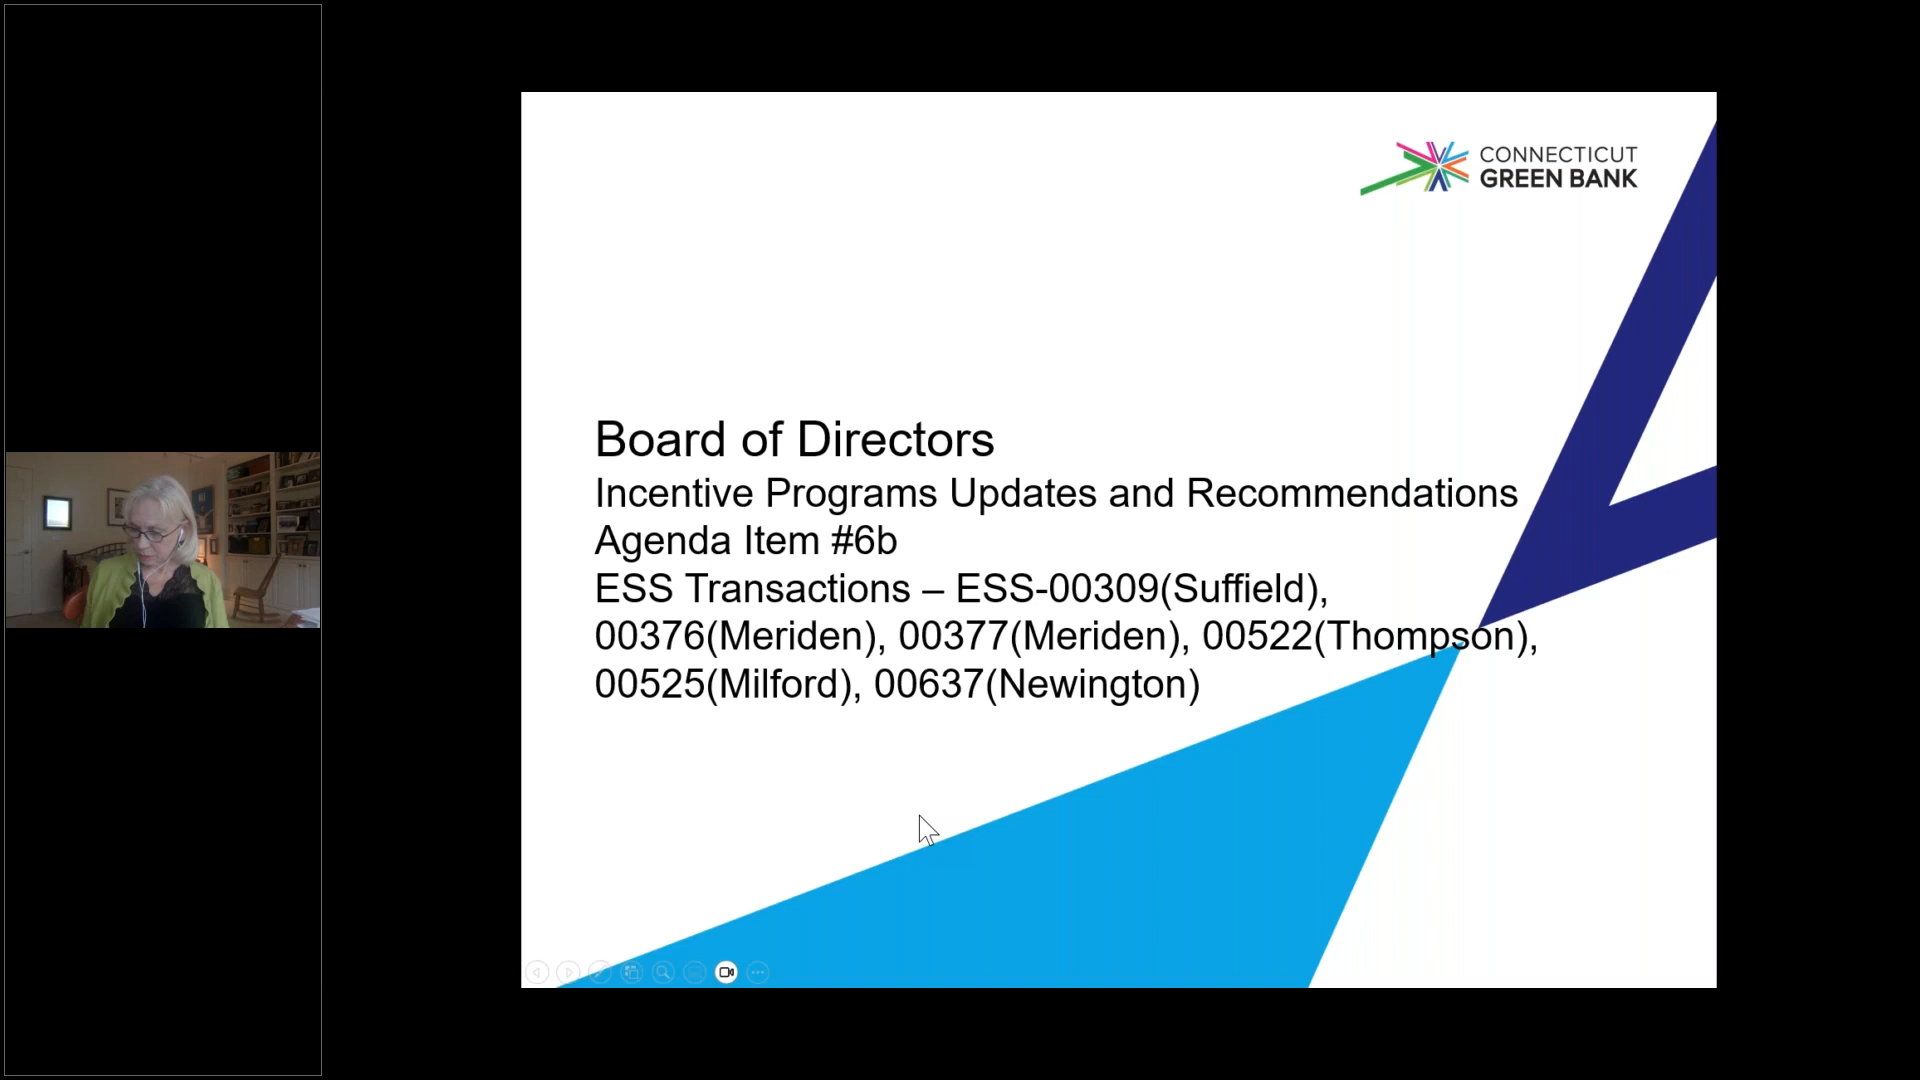 CONNECTICUT
GREEN BANK
Board of Directors
Incentive Programs Updates and Recommendations
Agenda Item #6b
ESS Transactions – ESS-00309(Suffield),
00376(Meriden), 00377(Meriden), 00522(Thompson),
00525(Milford), 00637(Newington)